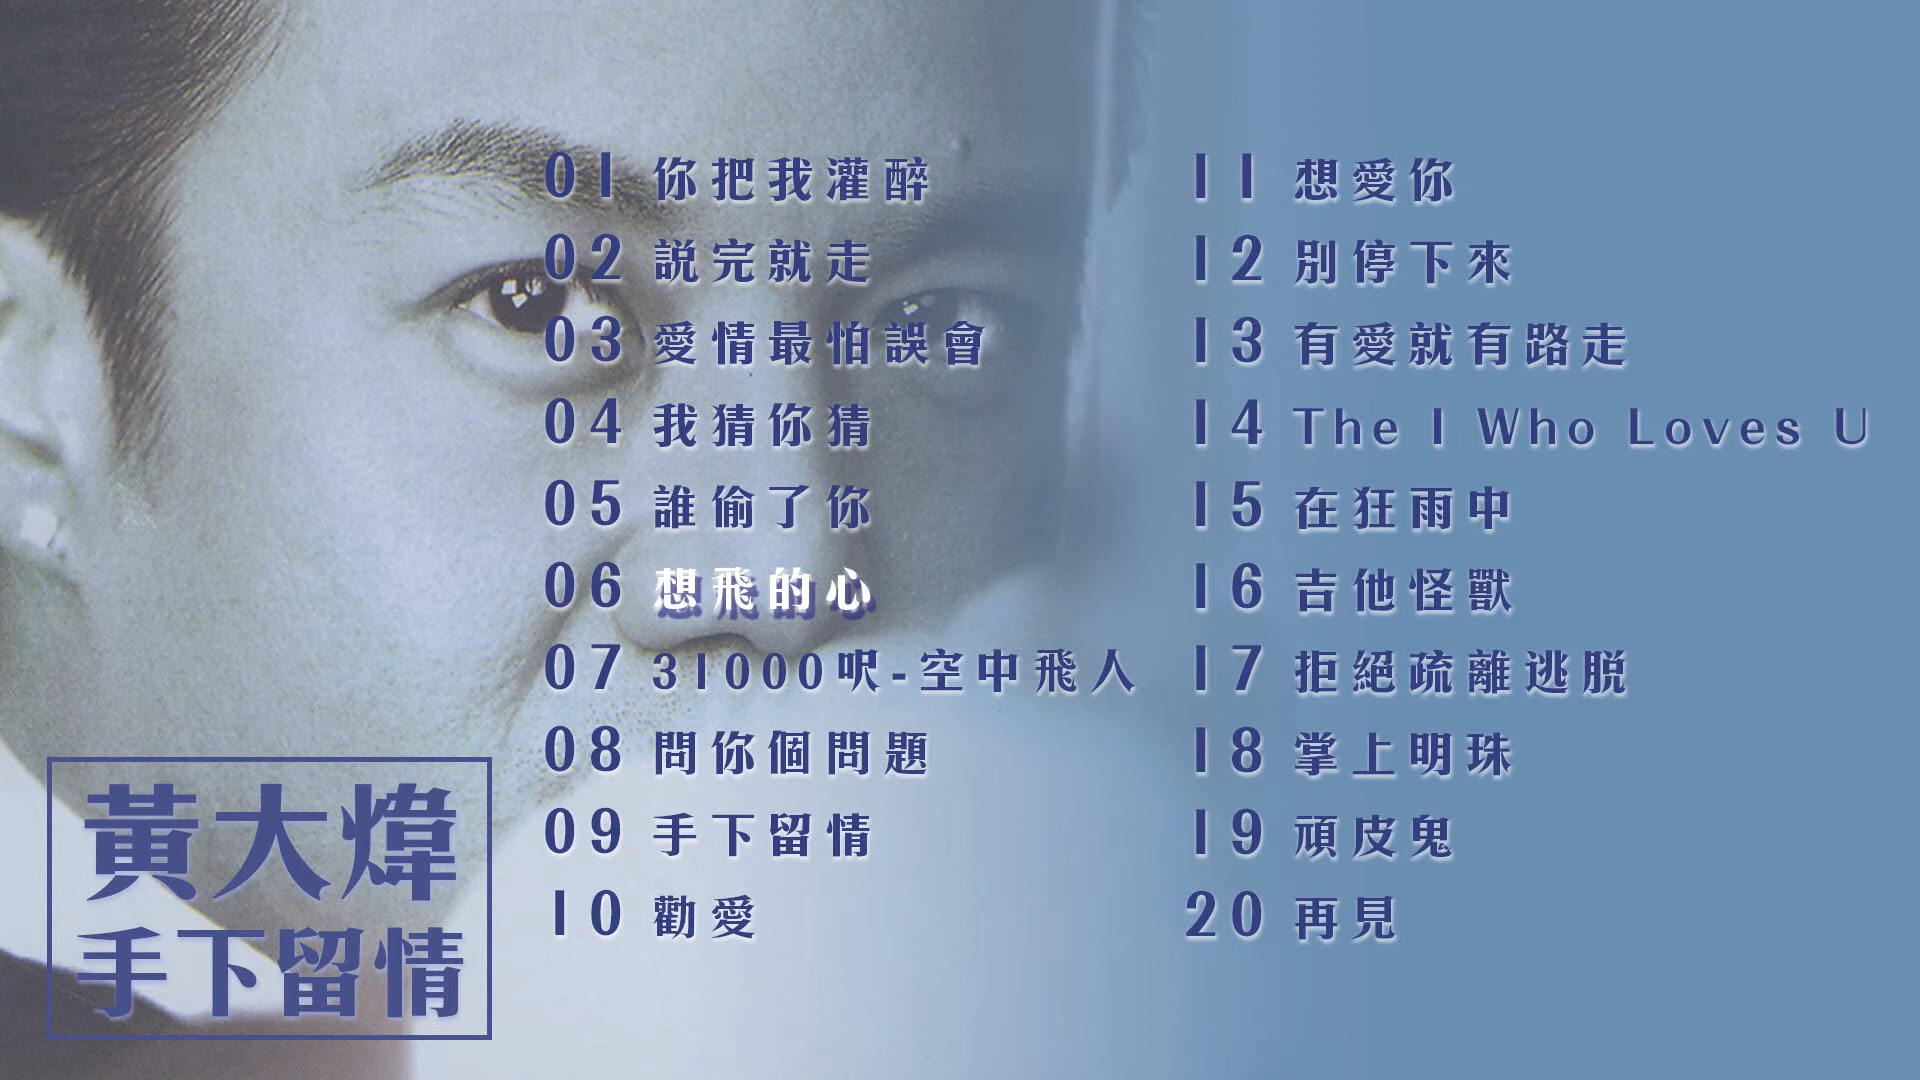 01 你把我灌醉
02 說完就走
03 愛情最怕誤會
04 我猜你猜
05 誰偷了你
06 想飛的心
07 31000呎-空中飛人
08 問你個問題
09 手下留情
10 勸愛
11 想愛你
12 別停下來
13 有愛就有路走
14 The I Who Loves U
15 在狂雨中
16 吉他怪獸
17 拒絕疏離逃脫
18 掌上明珠
19 頑皮鬼
20 再見
黃大煒
手下留情